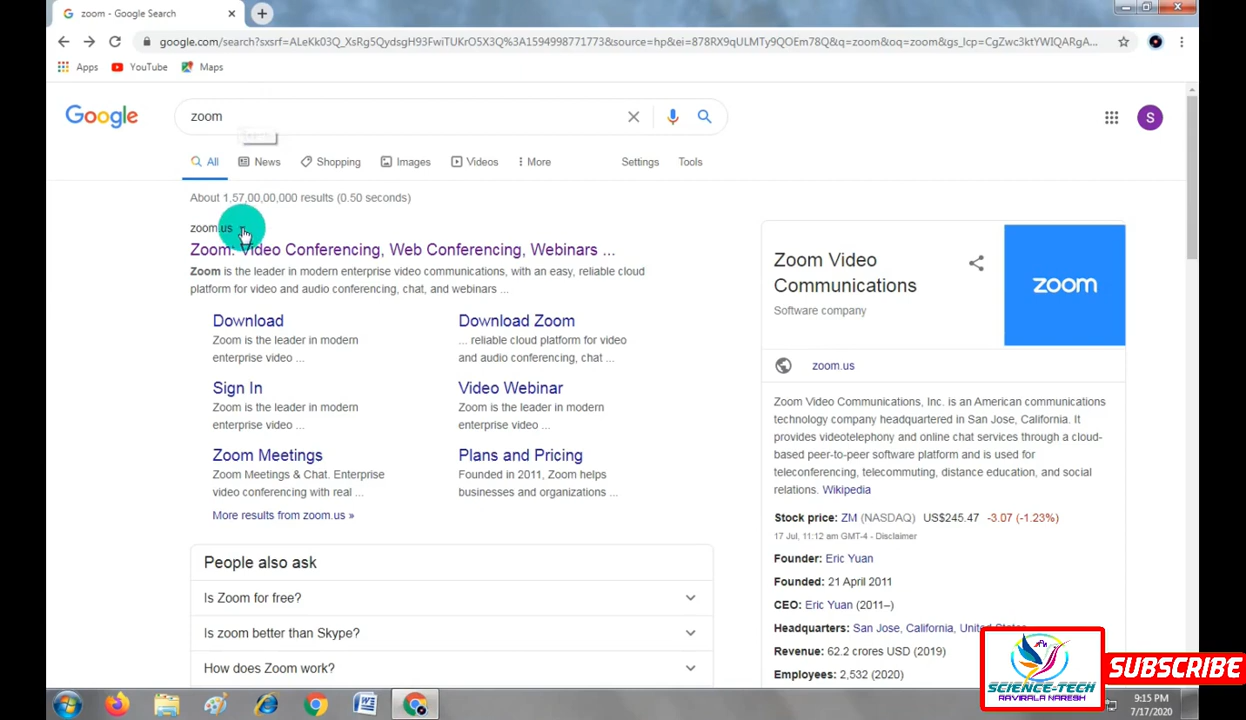 zoom - Google Search
google.com/search?sxsrf=ALeKk03Q_XsRg5QydsgH93FwiTUKrO5X3Q%3A1594998771773&source=hp&ei=878RX9qULMTy9QOEm78Q&q=zoom&oq=zoom&gs_lcp=CgZwc3ktYWIQARgA...
Apps YouTube Maps
Google
zoom
S
All News Shopping Images Videos More Settings Tools
About 1,57,00,00,000 results (0.50 seconds)
zoom.us
Zoom: Video Conferencing, Web Conferencing, Webinars ...
Zoom is the leader in modern enterprise video communications, with an easy, reliable cloud
platform for video and audio conferencing, chat, and webinars ...
Download
Zoom is the leader in modern
enterprise video ...
Download Zoom
... reliable cloud platform for video
and audio conferencing, chat ...
Sign In
Zoom is the leader in modern
enterprise video ...
Video Webinar
Zoom is the leader in modern
enterprise video ...
Zoom Meetings
Zoom Meetings & Chat. Enterprise
video conferencing with real ...
Plans and Pricing
Founded in 2011, Zoom helps
businesses and organizations ...
More results from zoom.us »
People also ask
Is Zoom for free?
Is zoom better than Skype?
How does Zoom work?
Zoom Video
Communications
Software company
zoom
zoom.us
Zoom Video Communications, Inc. is an American communications
technology company headquartered in San Jose, California. It
provides videotelephony and online chat services through a cloud-
based peer-to-peer software platform and is used for
teleconferencing, telecommuting, distance education, and social
relations. Wikipedia
Stock price: ZM (NASDAQ) US$245.47 -3.07 (-1.23%)
17 Jul, 11:12 am GMT-4 - Disclaimer
Founder: Eric Yuan
Founded: 21 April 2011
CEO: Eric Yuan (2011–)
Headquarters: San Jose, California, United
Revenue: 62.2 crores USD (2019)
Employees: 2,532 (2020)
SCIENCE-TECH
RAVIRALA NARESH
SUBSCRIBE
9:15 PM
7/17/2020